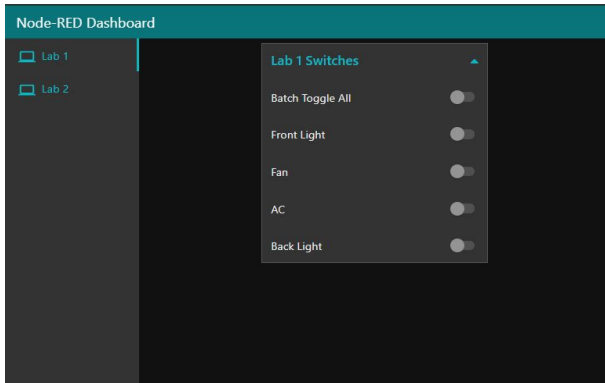 Node-RED Dashboard
Lab 1
Lab 2
Lab 1 Switches
Batch Toggle All
Front Light
Fan
AC
Back Light